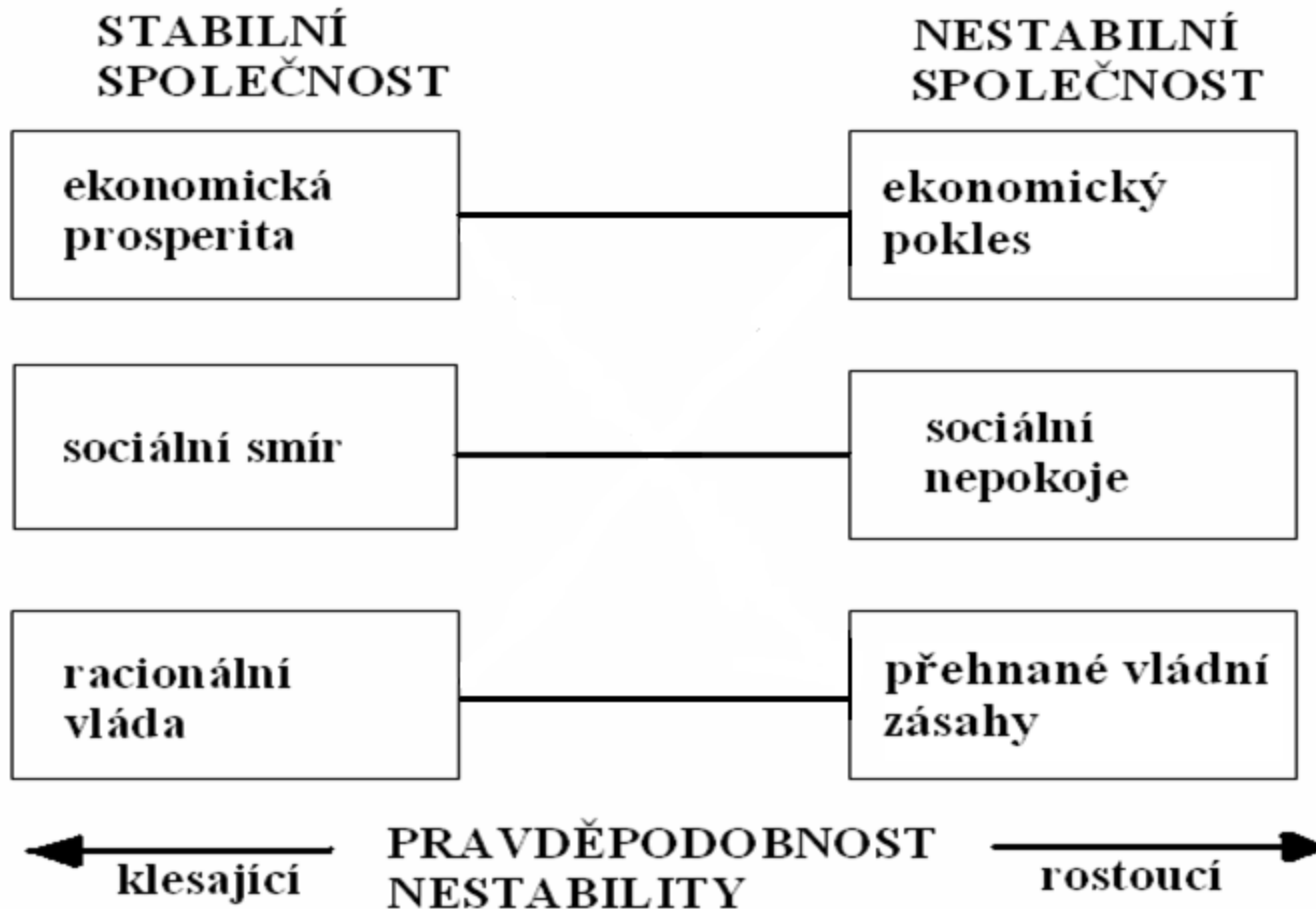 STABILNÍ
SPOLEČNOST
NESTABILNÍ
SPOLEČNOST
ekonomická
prosperita
ekonomický
pokles
sociální smír
sociální
nepokoje
racionální
vláda
přehnané vládní
zásahy
klesající
PRAVDĚPODOBNOST
NESTABILITY
rostoucí